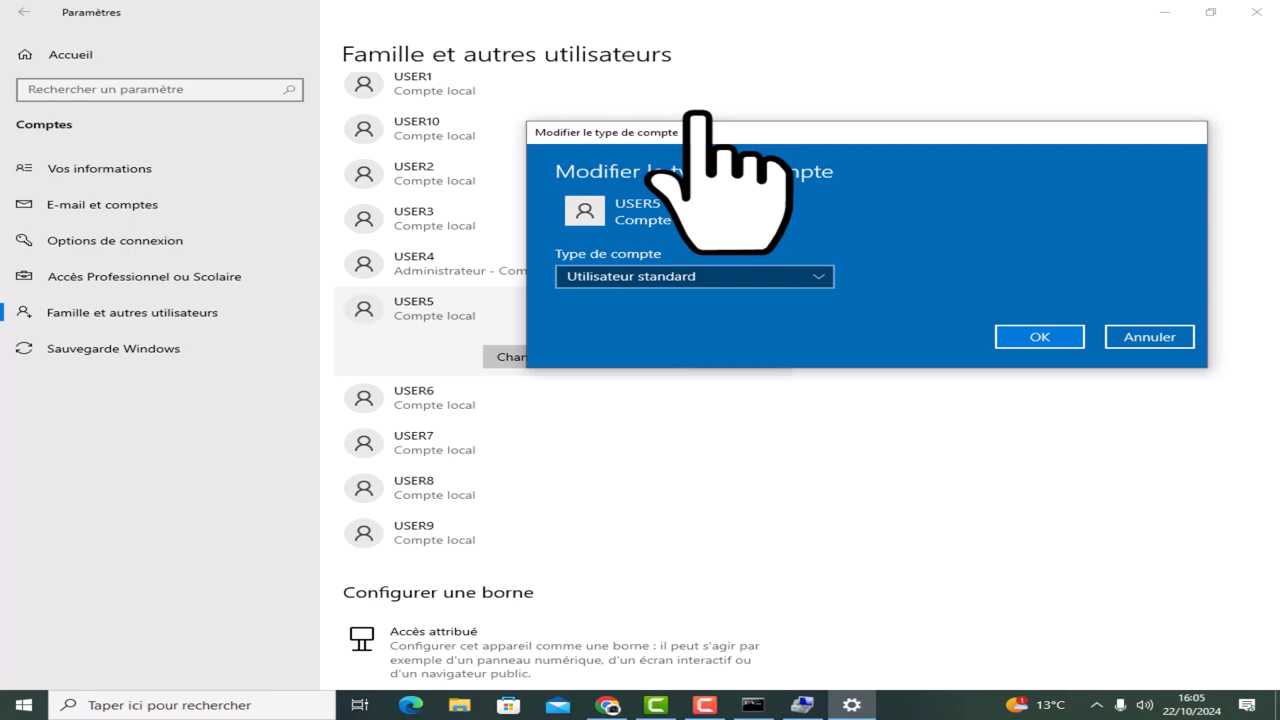 Paramètres
Accueil
Rechercher un paramètre
Comptes
Vos informations
E-mail et comptes
Options de connexion
Accès Professionnel ou Scolaire
Famille et autres utilisateurs
Sauvegarde Windows
Famille et autres utilisateurs
USER1
Compte local
USER10
Compte local
USER2
Compte local
USER3
Compte local
USER4
Administrateur - Com
USER5
Compte local
Chan
USER6
Compte local
USER7
Compte local
USER8
Compte local
USER9
Compte local
Modifier le type de compte
Modifier
USER5
Compte
Type de compte
Utilisateur standard
OK
Annuler
Configurer une borne
Accès attribué
Configurer cet appareil comme une borne : il peut s'agir par
exemple d'un panneau numérique, d'un écran interactif ou
d'un navigateur public.
Taper ici pour rechercher
13°C
16:05
22/10/2024